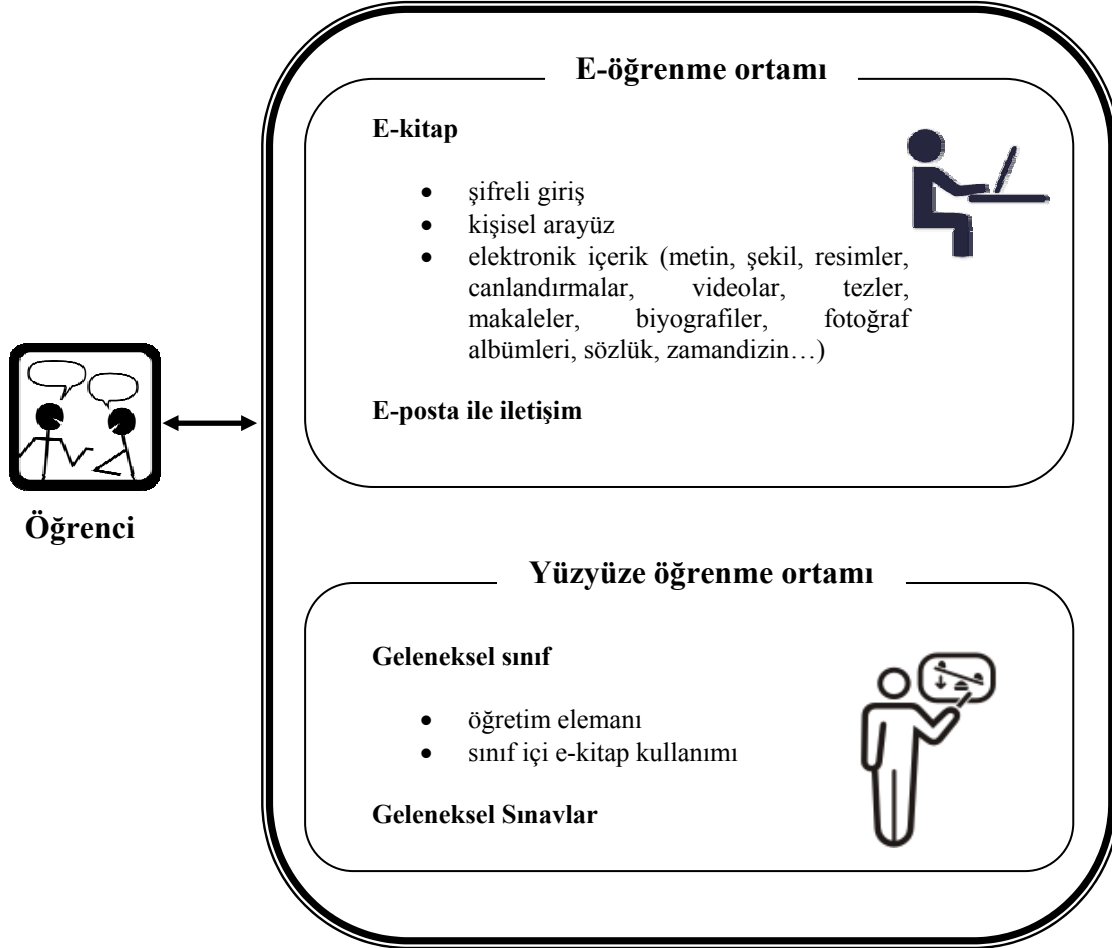 E-öğrenme ortamı
E-kitap
• şifreli giriş
• kişisel arayüz
• elektronik içerik (metin, şekil, resimler,
canlandırmalar, videolar, tezler,
makaleler, biyografiler, fotoğraf
albümleri, sözlük, zamandizin…)
E-posta ile iletişim
Öğrenci
Yüzyüze öğrenme ortamı
Geleneksel sınıf
• öğretim elemanı
• sınıf içi e-kitap kullanımı
Geleneksel Sınavlar